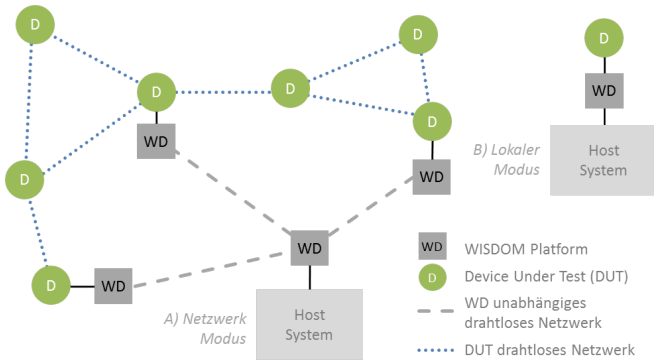 D
D
D
D
D
WD
WD
B) Lokaler
Modus
Host
System
D
D
WD
WD
WD
D
WD
A) Netzwerk
Modus
Host
System
WD
WISDOM Platform
D
Device Under Test (DUT)
WD unabhängiges
drahtloses Netzwerk
DUT drahtloses Netzwerk